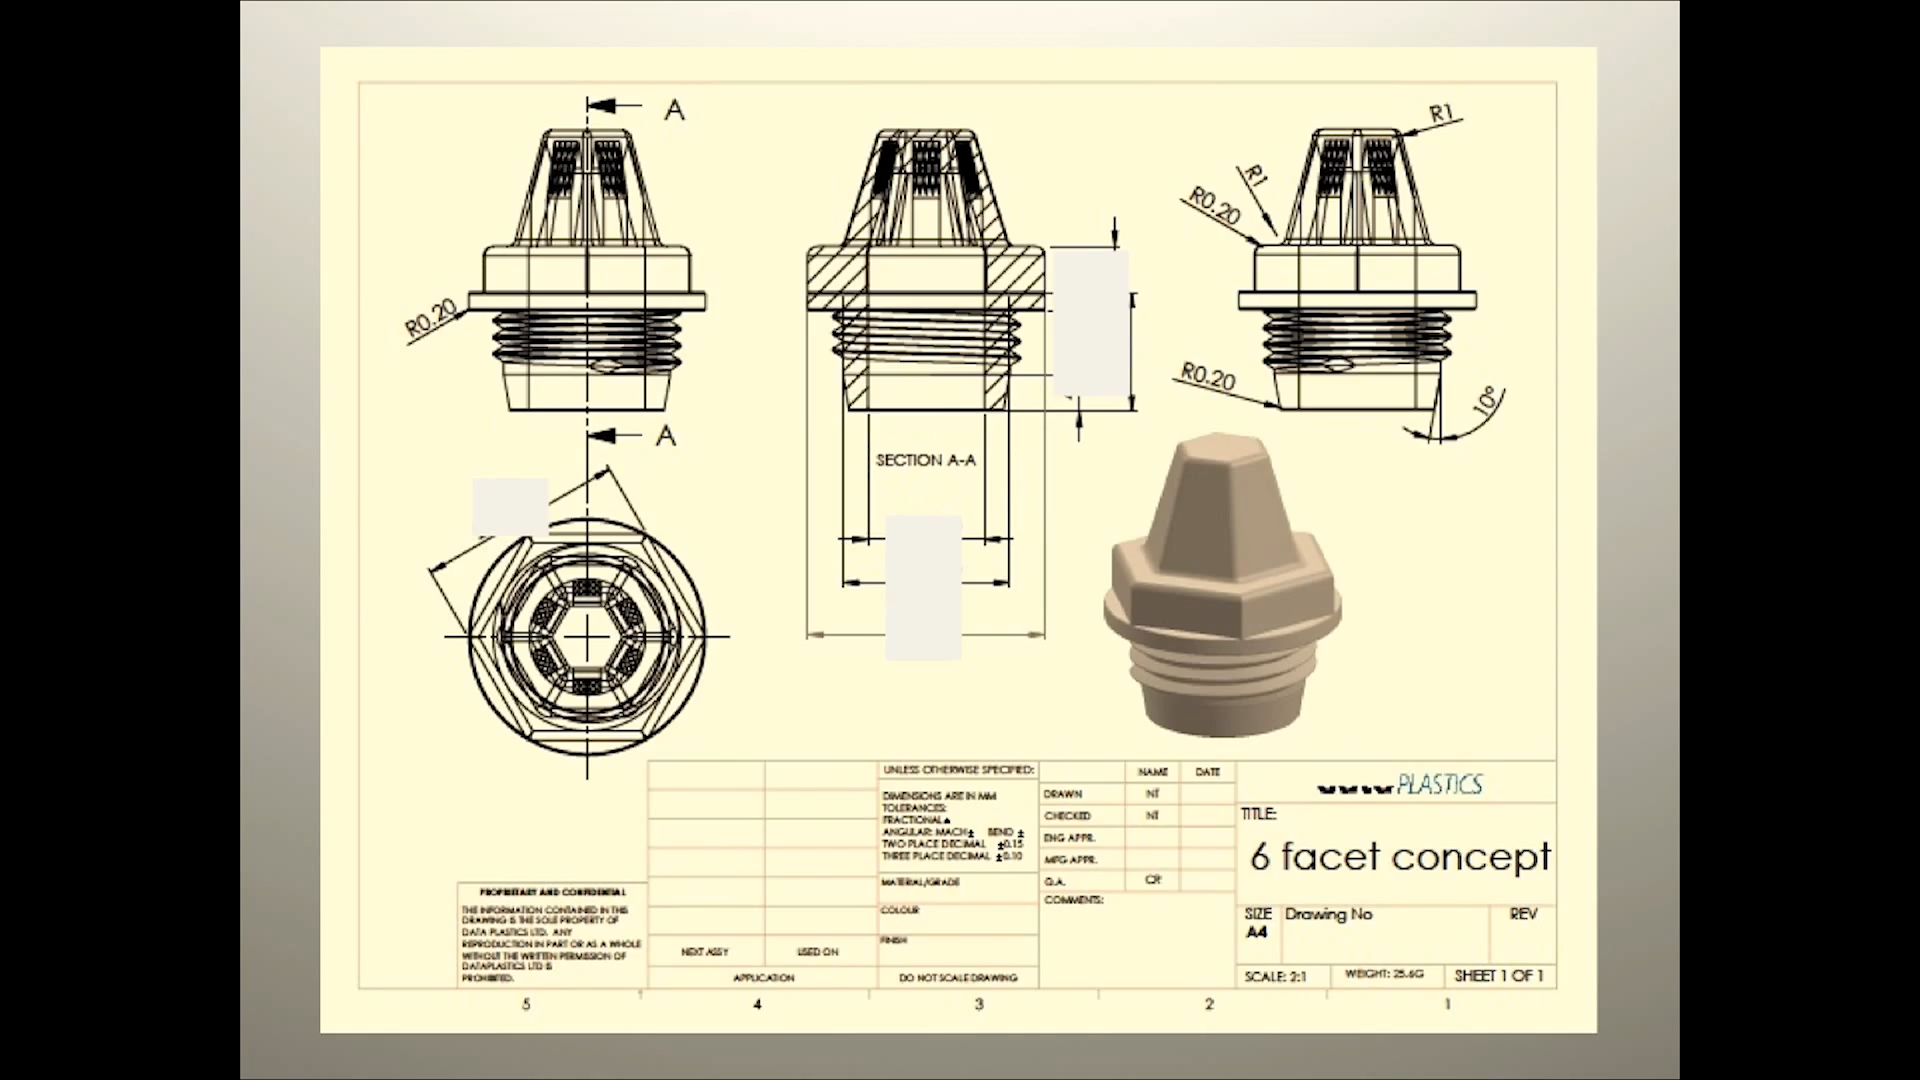 A
R1
R1
R0.20
R0.20
A
R0.20
10°
SECTION A-A
UNLESS OTHERWISE SPECIFIED:
DIMENSIONS ARE IN MM
TOLERANCES:
FRACTIONAL±
ANGULAR: MACH± BEND ±
TWO PLACE DECIMAL ±0.15
THREE PLACE DECIMAL ±0.10
MATERIAL/GRADE
COLOUR
FINISH
DO NOT SCALE DRAWING
NAME DATE
DRAWN NT
CHECKED NT
ENG APPR.
MFG APPR.
Q.A. CR
COMMENTS:
PLASTICS
TITLE:
6 facet concept
SIZE Drawing No REV
A4
SCALE: 2:1 WEIGHT: 25.6G SHEET 1 OF 1
PROPRIETARY AND CONFIDENTIAL
THE INFORMATION CONTAINED IN THIS
DRAWING IS THE SOLE PROPERTY OF
DATA PLASTICS LTD. ANY
REPRODUCTION IN PART OR AS A WHOLE
WITHOUT THE WRITTEN PERMISSION OF
DATAPLASTICS LTD IS
PROHIBITED.
NEXT ASSY USED ON
APPLICATION
5 4 3 2 1